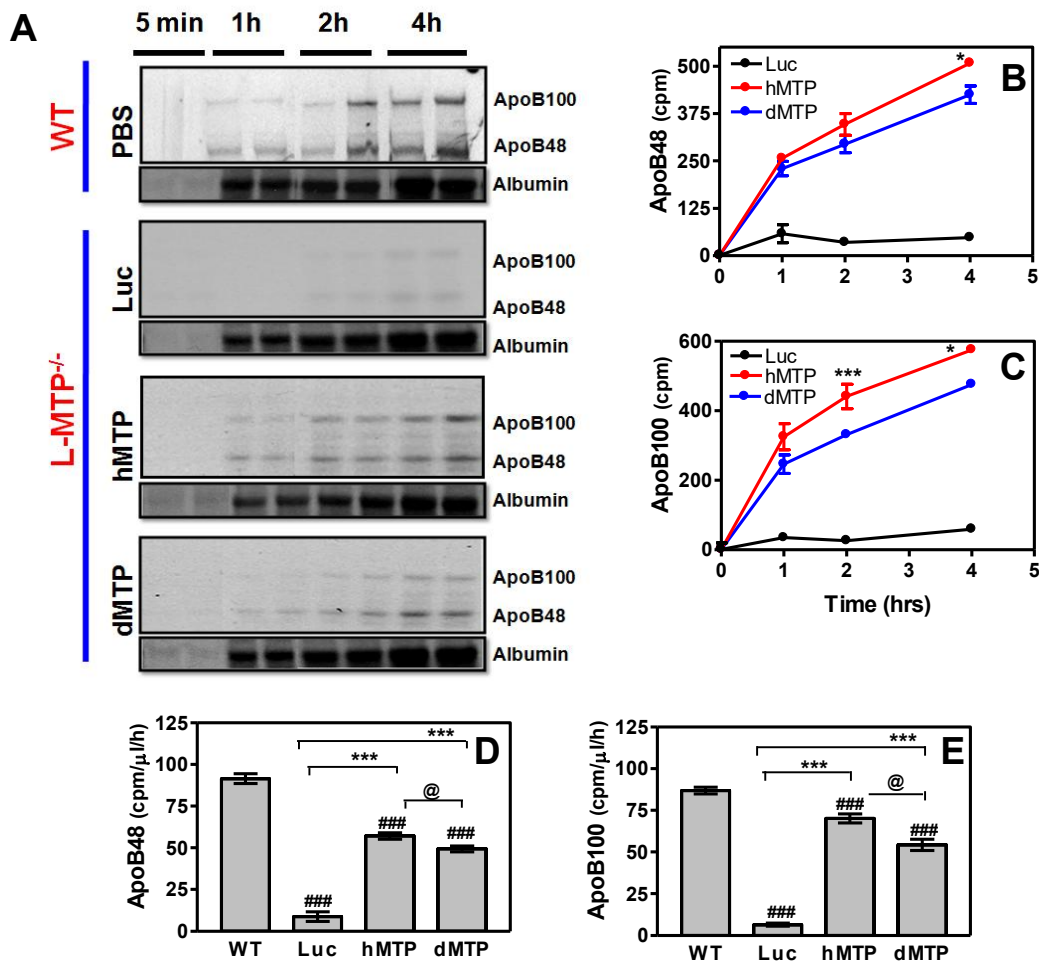 A
5 min 1h 2h 4h
WT
PBS
ApoB100
ApoB48
Albumin
L-MTP-/-
Luc
ApoB100
ApoB48
Albumin
hMTP
ApoB100
ApoB48
Albumin
dMTP
ApoB100
ApoB48
Albumin
B
ApoB48 (cpm)
500
375
250
125
0
Luc
hMTP
dMTP
*
0 1 2 3 4 5
C
ApoB100 (cpm)
600
400
200
0
Luc
hMTP
dMTP
***
*
0 1 2 3 4 5
Time (hrs)
D
ApoB48 (cpm/μl/h)
125
100
75
50
25
0
***
***
@
###
###
###
WT Luc hMTP dMTP
E
ApoB100 (cpm/μl/h)
125
100
75
50
25
0
***
***
@
###
###
###
WT Luc hMTP dMTP